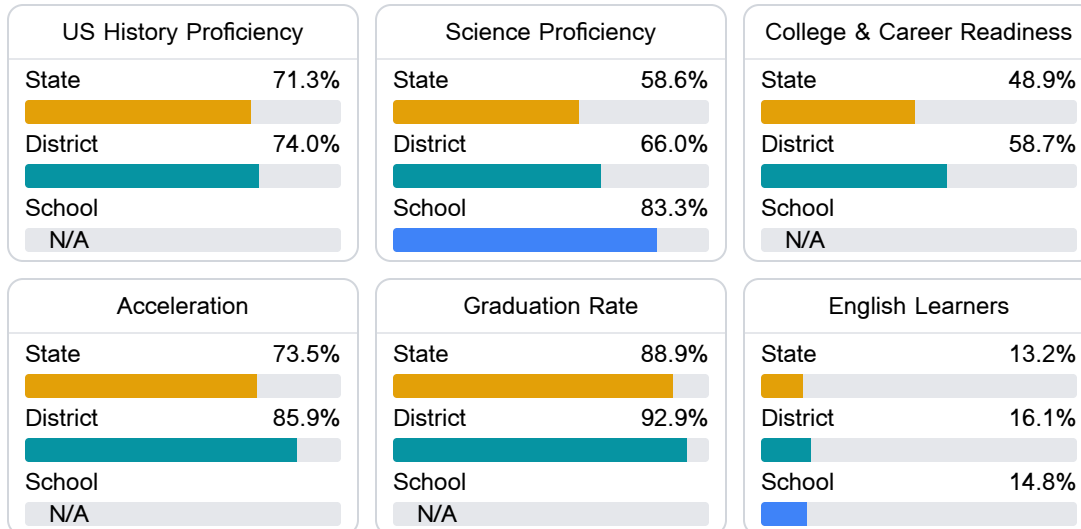 US History Proficiency
State 71.3%
District 74.0%
School
N/A
Science Proficiency
State 58.6%
District 66.0%
School 83.3%
College & Career Readiness
State 48.9%
District 58.7%
School
N/A
Acceleration
State 73.5%
District 85.9%
School
N/A
Graduation Rate
State 88.9%
District 92.9%
School
N/A
English Learners
State 13.2%
District 16.1%
School 14.8%